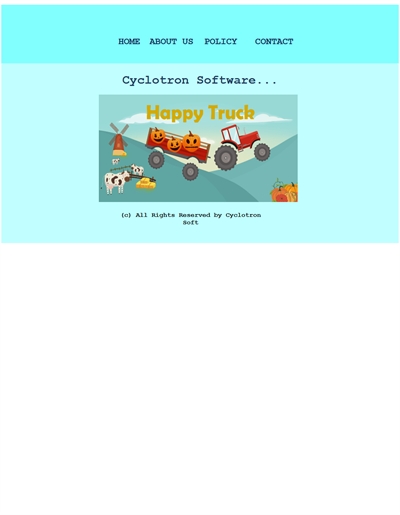 HOME ABOUT US POLICY CONTACT
Cyclotron Software...
Happy Truck
(c) All Rights Reserved by Cyclotron
Soft